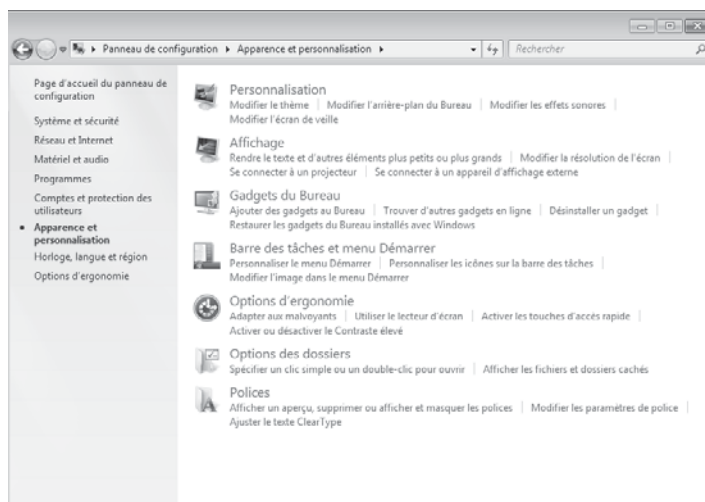 Panneau de configuration ▸ Apparence et personnalisation ▸
Rechercher
Page d'accueil du panneau de
configuration
Système et sécurité
Réseau et Internet
Matériel et audio
Programmes
Comptes et protection des
utilisateurs
Apparence et
personnalisation
Horloge, langue et région
Options d'ergonomie
Personnalisation
Modifier le thème | Modifier l'arrière-plan du Bureau | Modifier les effets sonores |
Modifier l'écran de veille
Affichage
Rendre le texte et d'autres éléments plus petits ou plus grands | Modifier la résolution de l'écran |
Se connecter à un projecteur | Se connecter à un appareil d'affichage externe
Gadgets du Bureau
Ajouter des gadgets au Bureau | Trouver d'autres gadgets en ligne | Désinstaller un gadget |
Restaurer les gadgets du Bureau installés avec Windows
Barre des tâches et menu Démarrer
Personnaliser le menu Démarrer | Personnaliser les icônes sur la barre des tâches |
Modifier l'image dans le menu Démarrer
Options d'ergonomie
Adapter aux malvoyants | Utiliser le lecteur d'écran | Activer les touches d'accès rapide |
Activer ou désactiver le Contraste élevé
Options des dossiers
Spécifier un clic simple ou un double-clic pour ouvrir | Afficher les fichiers et dossiers cachés
Polices
Afficher un aperçu, supprimer ou afficher et masquer les polices | Modifier les paramètres de police |
Ajuster le texte ClearType